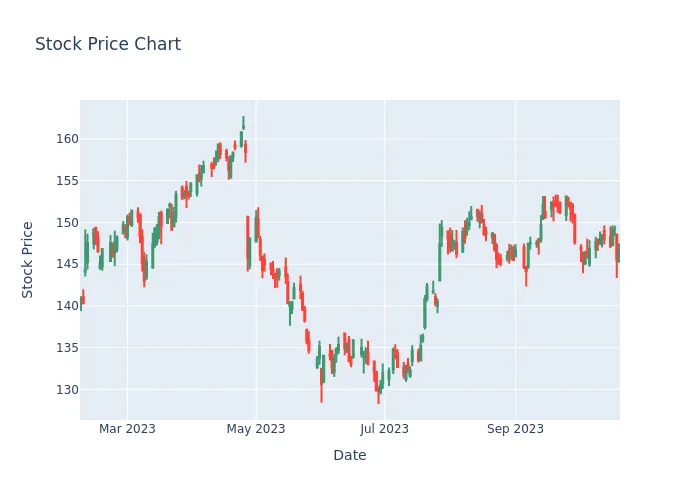 Stock Price Chart
Stock Price
160
155
150
145
140
135
130
Mar 2023
May 2023
Jul 2023
Sep 2023
Date